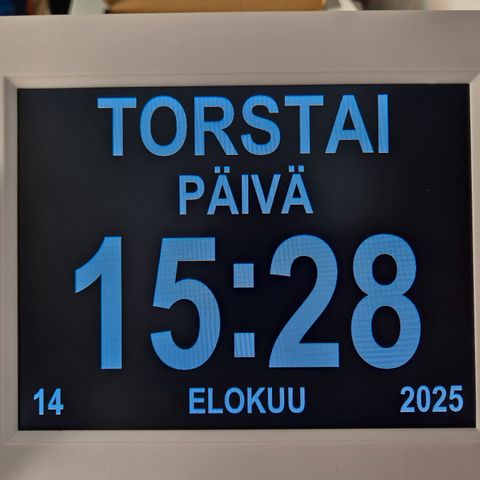 TORSTAI
PÄIVÄ
15:28
14 ELOKUU 2025